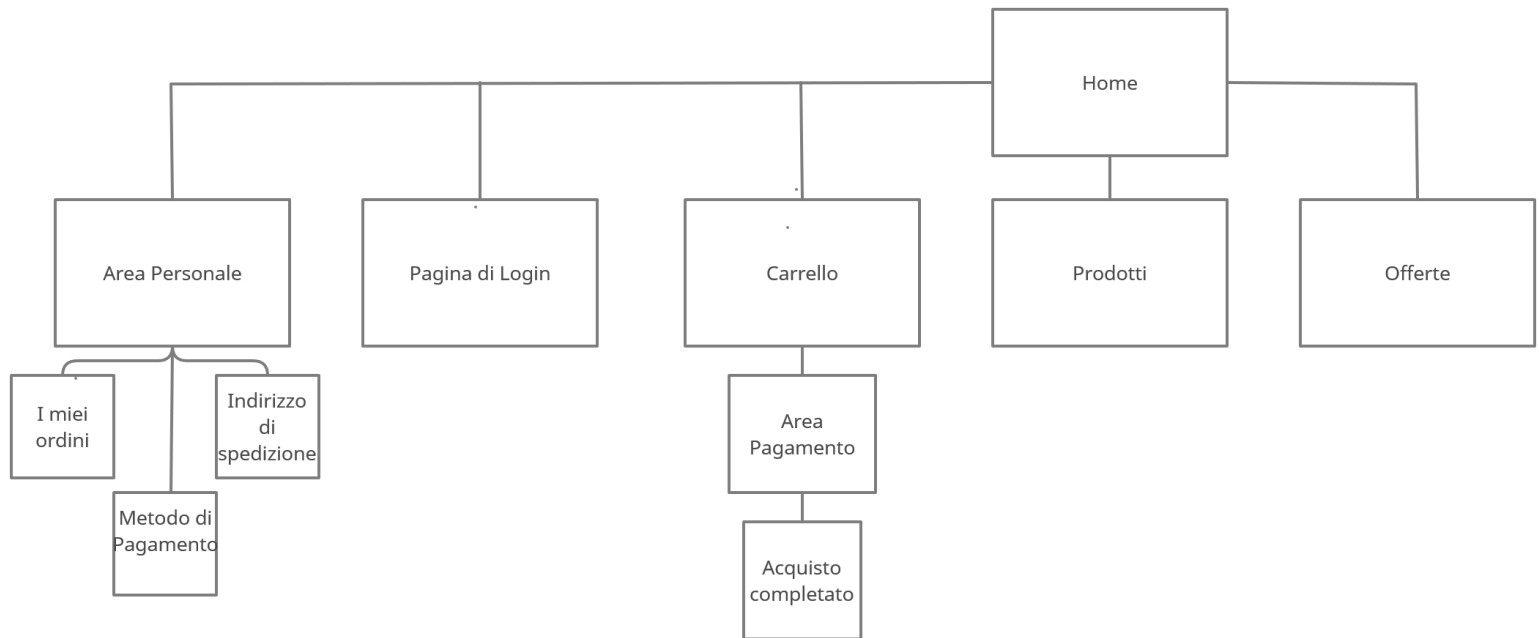 Home
Area Personale
Pagina di Login
Carrello
Prodotti
Offerte
I miei
ordini
Indirizzo
di
spedizione
Metodo di
Pagamento
Area
Pagamento
Acquisto
completato